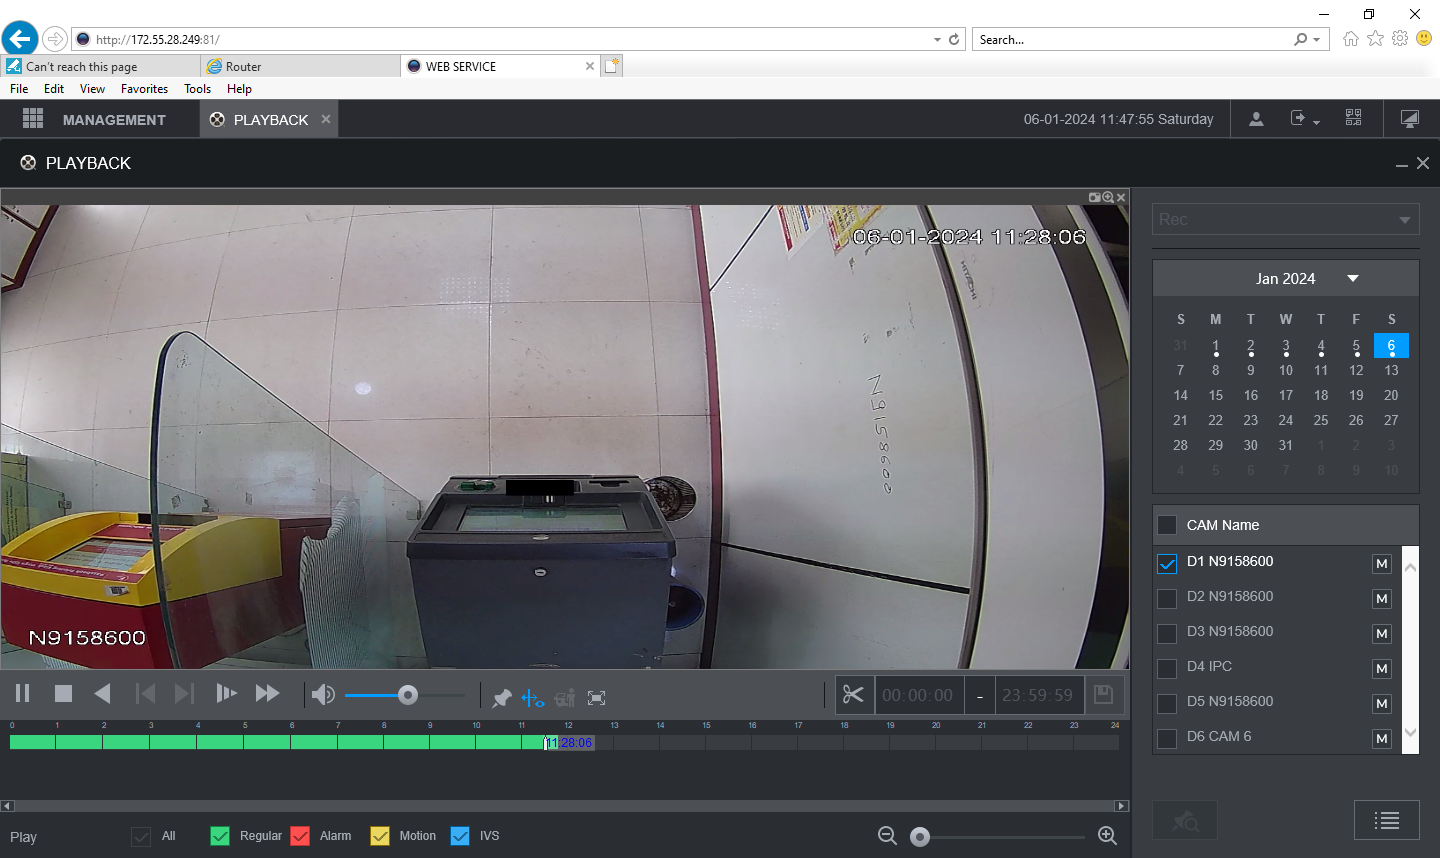 http://172.55.28.249:81/
Search...
Can't reach this page
Router
WEB SERVICE
File Edit View Favorites Tools Help
MANAGEMENT
PLAYBACK
06-01-2024 11:47:55 Saturday
PLAYBACK
06-01-2024 11:28:06
HITACHI
N9158600
N9158600
Rec
Jan 2024
S M T W T F S
31 1 2 3 4 5 6
7 8 9 10 11 12 13
14 15 16 17 18 19 20
21 22 23 24 25 26 27
28 29 30 31 1 2 3
4 5 6 7 8 9 10
CAM Name
D1 N9158600 M
D2 N9158600 M
D3 N9158600 M
D4 IPC M
D5 N9158600 M
D6 CAM 6 M
00:00:00 - 23:59:59
0 1 2 3 4 5 6 7 8 9 10 11 12 13 14 15 16 17 18 19 20 21 22 23 24
11:28:06
Play
All
Regular
Alarm
Motion
IVS